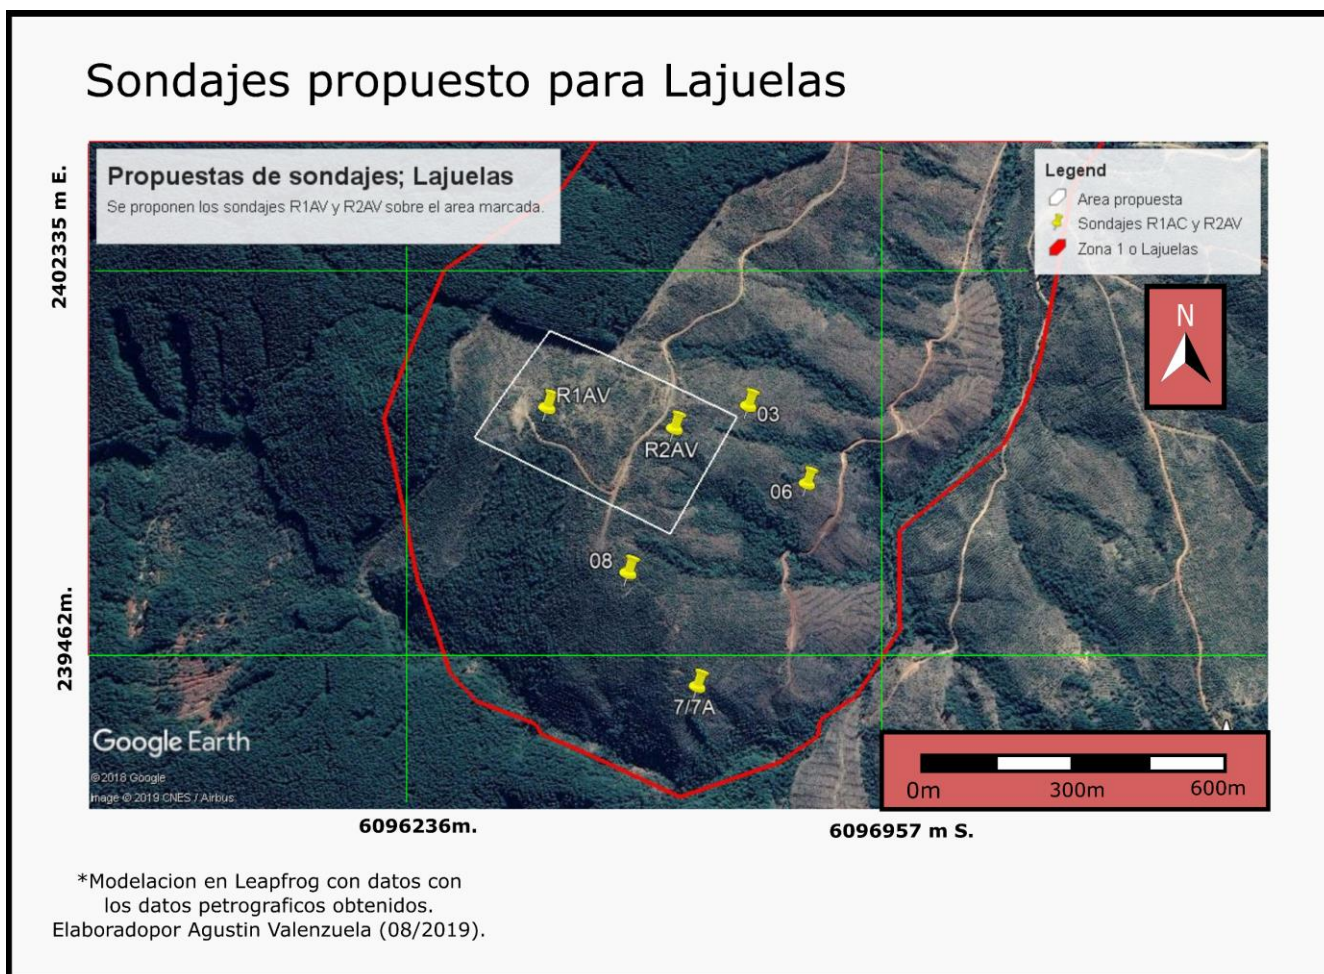 Sondajes propuesto para Lajuelas
Propuestas de sondajes; Lajuelas
Se proponen los sondajes R1AV y R2AV sobre el area marcada.
Legend
Area propuesta
Sondajes R1AC y R2AV
Zona 1 o Lajuelas
2402335 m E.
N
R1AV
03
R2AV
06
08
239462m.
7/7A
Google Earth
© 2018 Google
Image © 2019 CNES / Airbus
0m
300m
600m
6096236m.
6096957 m S.
*Modelacion en Leapfrog con datos con
los datos petrograficos obtenidos.
Elaboradopor Agustin Valenzuela (08/2019).